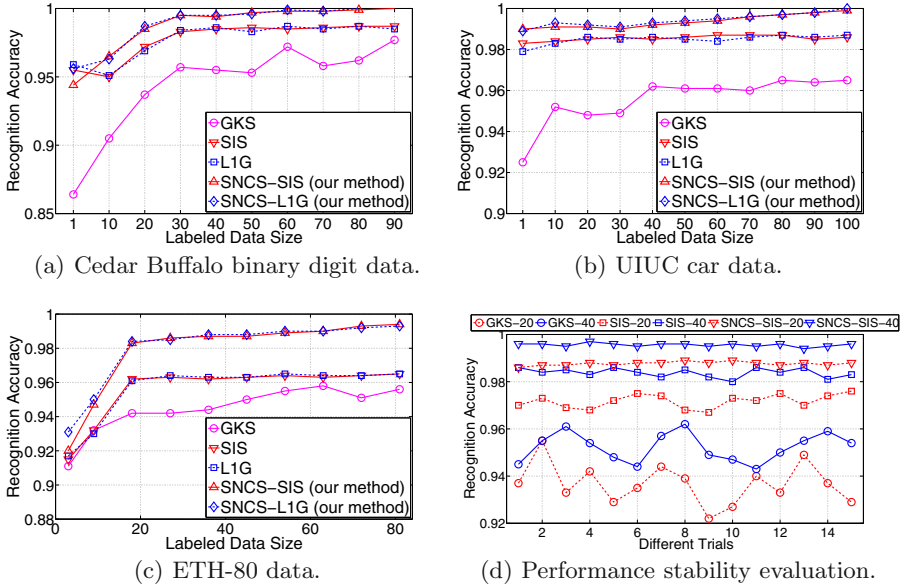 1
0.95
0.9
0.85
Recognition Accuracy
1 10 20 30 40 50 60 70 80 90
Labeled Data Size
GKS
SIS
L1G
SNCS−SIS (our method)
SNCS−L1G (our method)
(a) Cedar Buffalo binary digit data.
1
0.98
0.96
0.94
0.92
0.9
Recognition Accuracy
1 10 20 30 40 50 60 70 80 90 100
Labeled Data Size
GKS
SIS
L1G
SNCS−SIS (our method)
SNCS−L1G (our method)
(b) UIUC car data.
1
0.98
0.96
0.94
0.92
0.9
0.88
Recognition Accuracy
0 20 40 60 80
Labeled Data Size
GKS
SIS
L1G
SNCS−SIS (our method)
SNCS−L1G (our method)
(c) ETH-80 data.
GKS−20 GKS−40 SIS−20 SIS−40 SNCS−SIS−20 SNCS−SIS−40
1
0.98
0.96
0.94
0.92
Recognition Accuracy
2 4 6 8 10 12 14
Different Trials
(d) Performance stability evaluation.